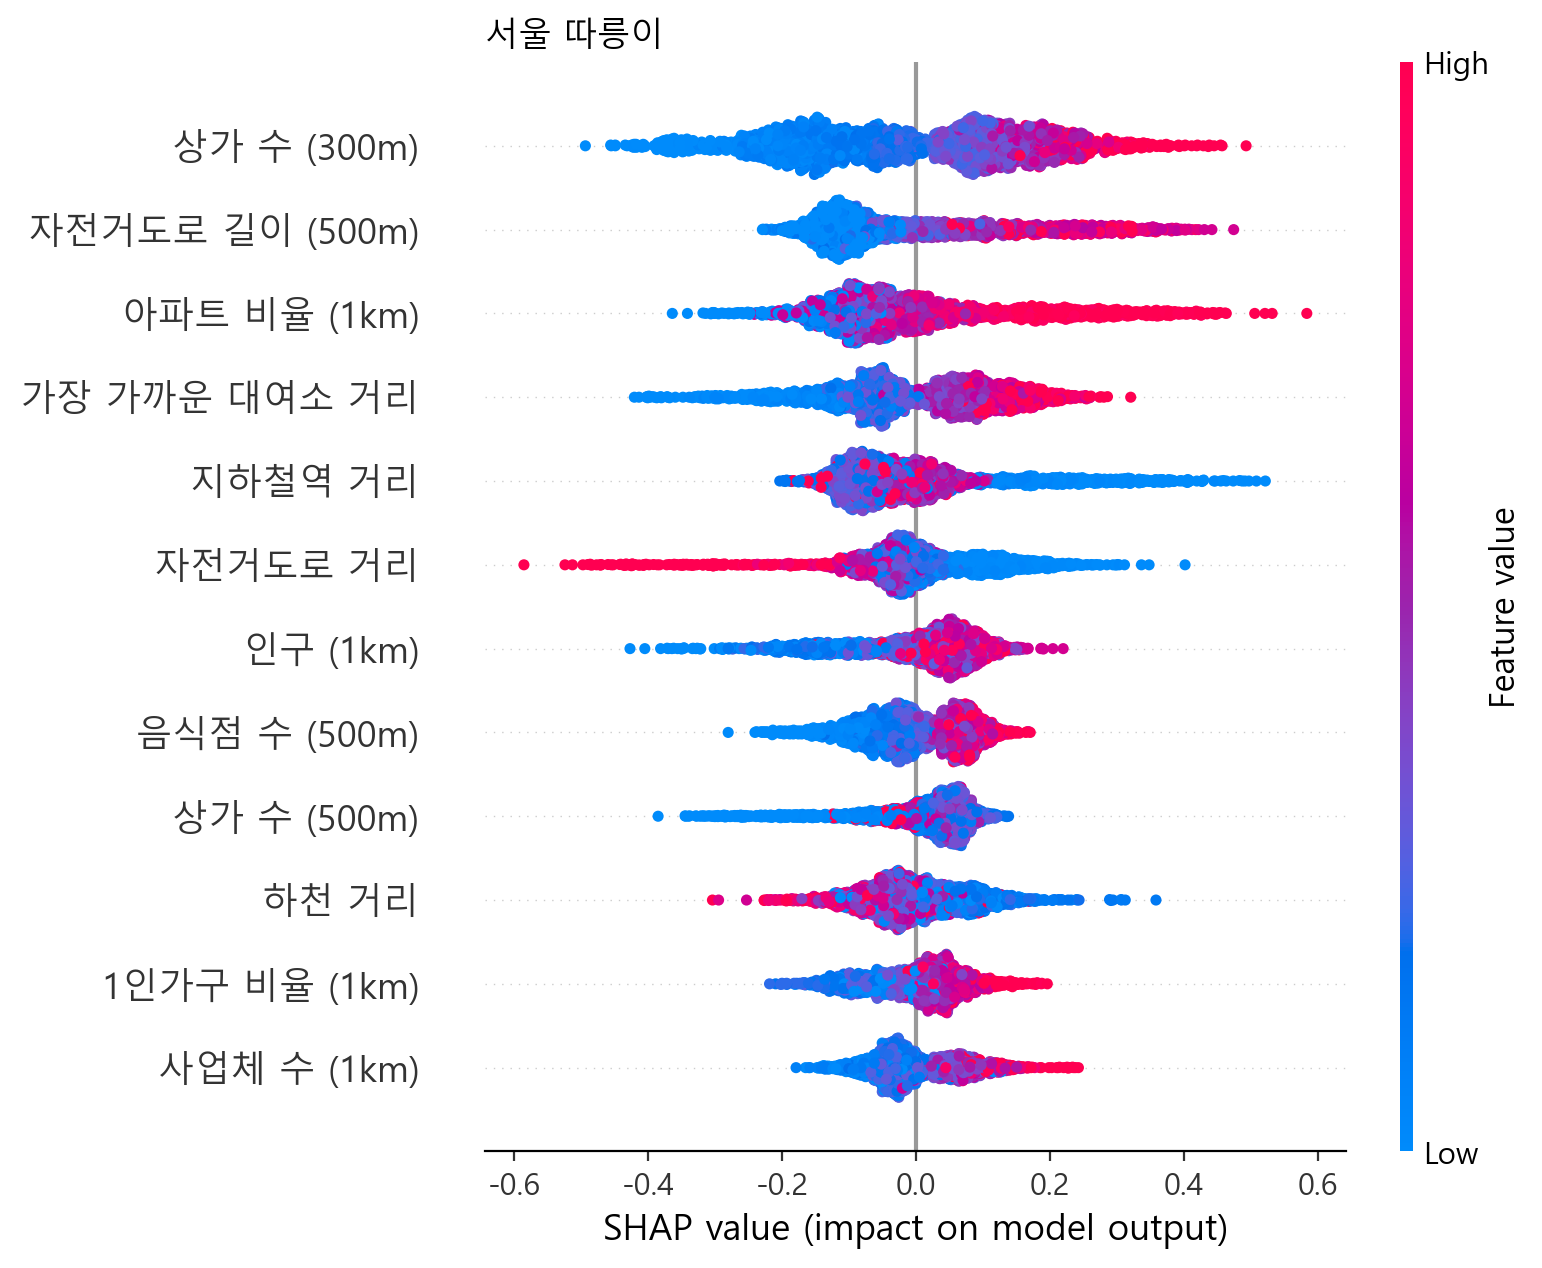 서울 따릉이
High
상가 수 (300m)
자전거도로 길이 (500m)
아파트 비율 (1km)
가장 가까운 대여소 거리
지하철역 거리
자전거도로 거리
인구 (1km)
음식점 수 (500m)
상가 수 (500m)
하천 거리
1인가구 비율 (1km)
사업체 수 (1km)
Feature value
Low
-0.6 -0.4 -0.2 0.0 0.2 0.4 0.6
SHAP value (impact on model output)